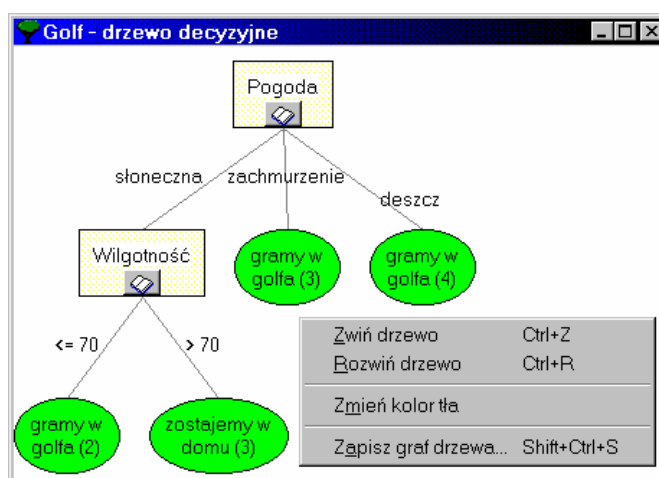 Golf - drzewo decyzyjne
Pogoda
słoneczna
zachmurzenie
deszcz
Wilgotność
gramy w
golfa (3)
gramy w
golfa (4)
<= 70
> 70
gramy w
golfa (2)
zostajemy w
domu (3)
Zwiń drzewo Ctrl+Z
Rozwiń drzewo Ctrl+R
Zmień kolor tła
Zapisz graf drzewa... Shift+Ctrl+S